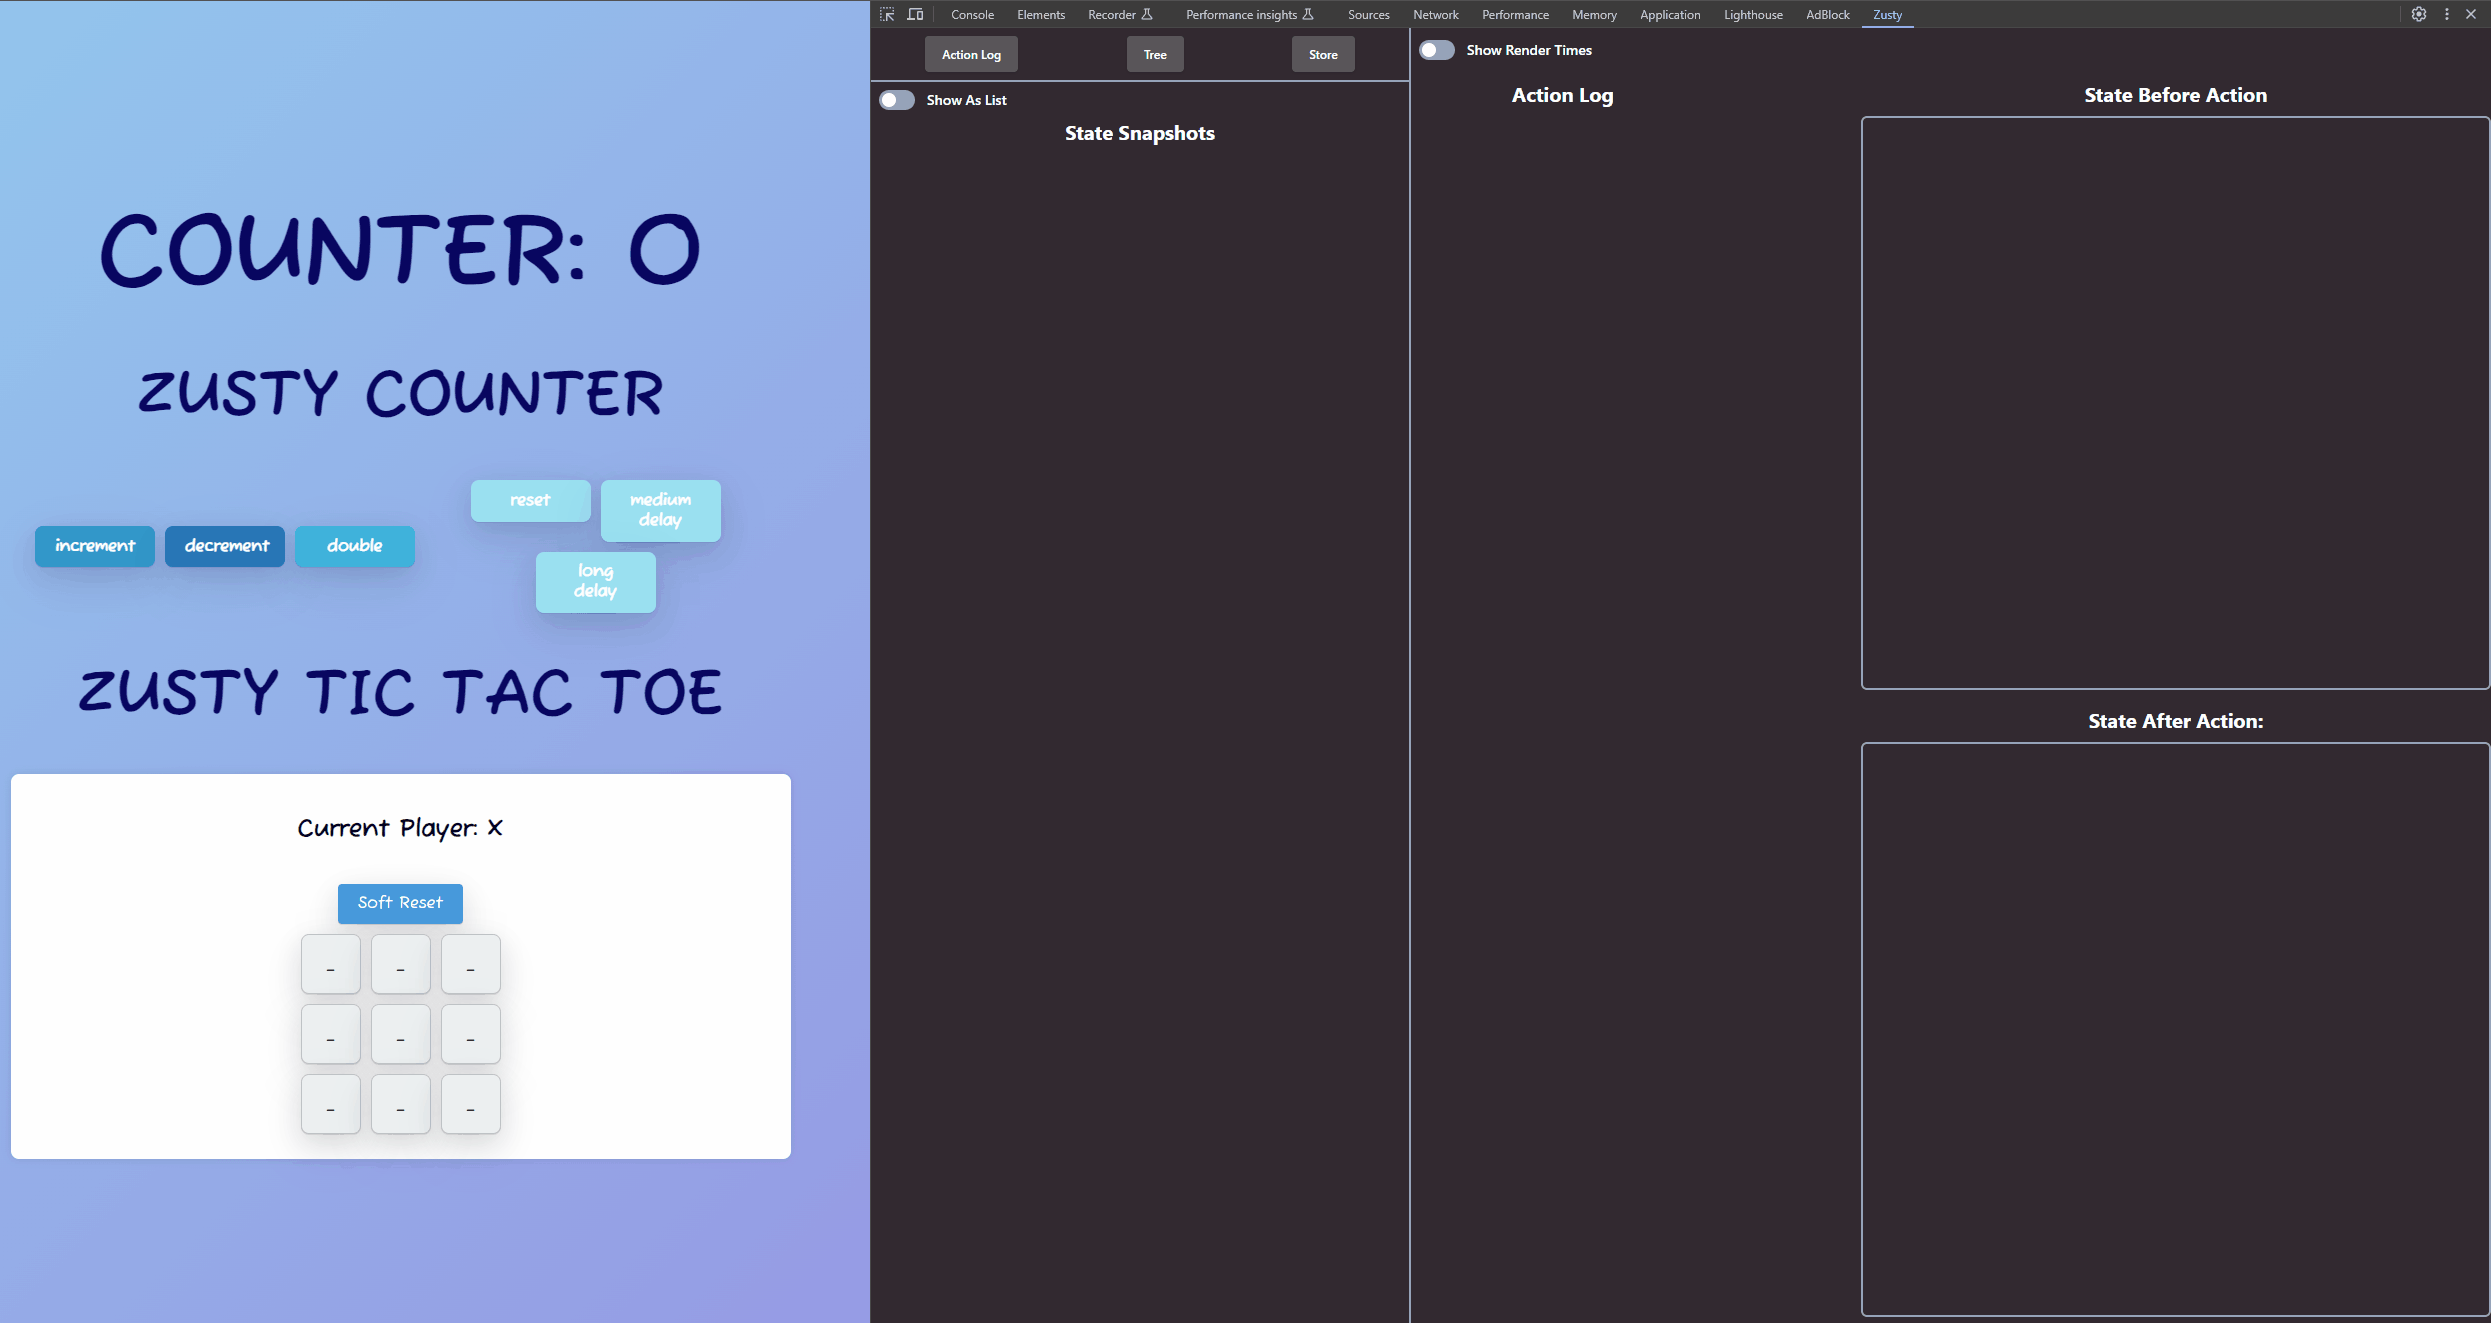 COUNTER: 0
ZUSTY COUNTER
reset
medium
delay
increment
decrement
double
long
delay
ZUSTY TIC TAC TOE
Current Player: X
Soft Reset
- - -
- - -
- - -
Console Elements Recorder Performance insights Sources Network Performance Memory Application Lighthouse AdBlock Zusty
Action Log
Tree
Store
Show As List
State Snapshots
Show Render Times
Action Log
State Before Action
State After Action: